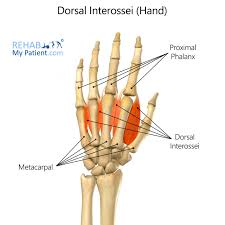 Dorsal Interossei (Hand)
REHAB
My Patient.com
Proximal
Phalanx
Dorsal
Interossei
Metacarpal